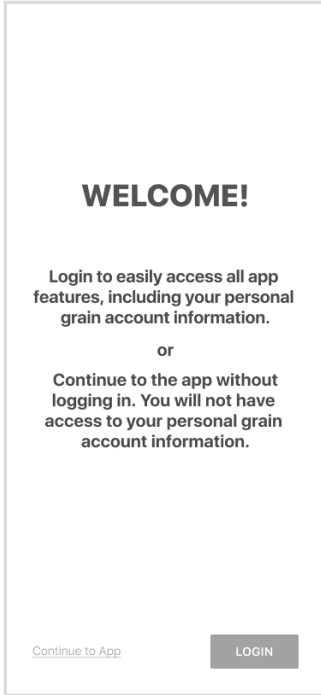 WELCOME!
Login to easily access all app
features, including your personal
grain account information.
or
Continue to the app without
logging in. You will not have
access to your personal grain
account information.
Continue to App
LOGIN